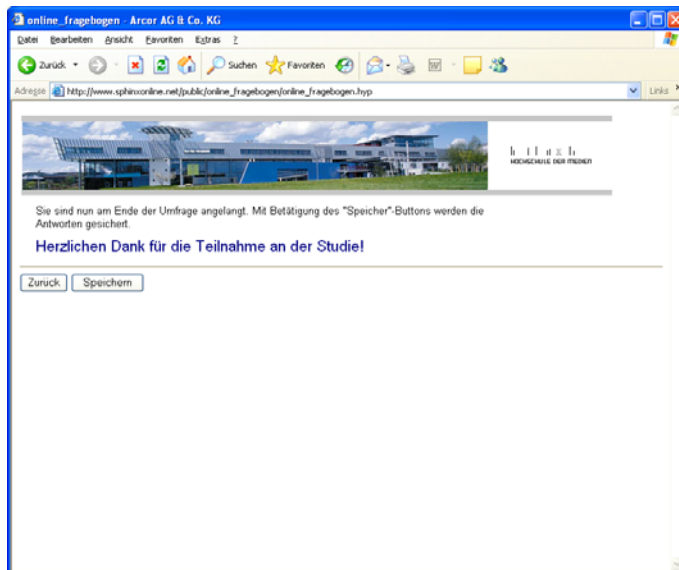 online_fragebogen - Arcor AG & Co. KG
Datei Bearbeiten Ansicht Favoriten Extras ?
Zurück Suchen Favoriten
Adresse http://www.sphinxonline.net/public/online_fragebogen/online_fragebogen.hyp Links
HOCHSCHULE DER MEDIEN
Sie sind nun am Ende der Umfrage angelangt. Mit Betätigung des "Speicher"-Buttons werden die
Antworten gesichert.
Herzlichen Dank für die Teilnahme an der Studie!
Zurück Speichern